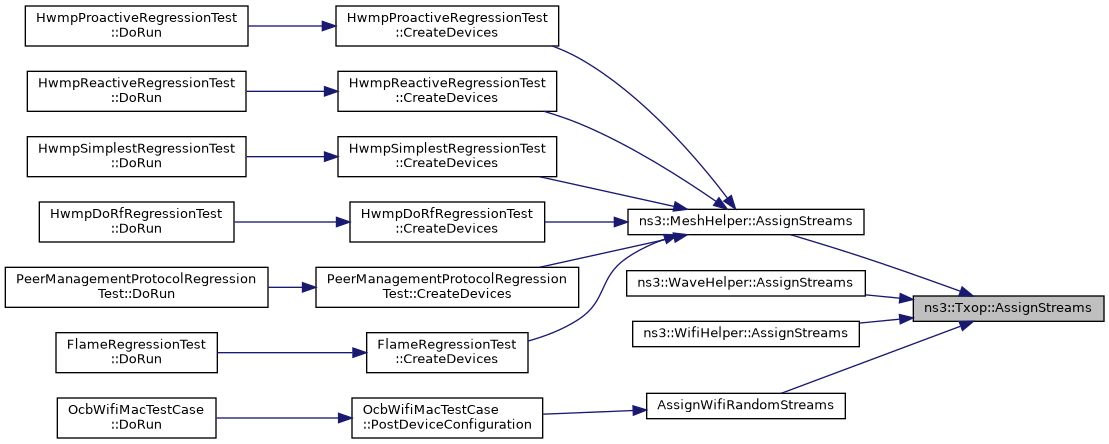 HwmpProactiveRegressionTest
::DoRun
HwmpProactiveRegressionTest
::CreateDevices
HwmpReactiveRegressionTest
::DoRun
HwmpReactiveRegressionTest
::CreateDevices
HwmpSimplestRegressionTest
::DoRun
HwmpSimplestRegressionTest
::CreateDevices
HwmpDoRfRegressionTest
::DoRun
HwmpDoRfRegressionTest
::CreateDevices
ns3::MeshHelper::AssignStreams
PeerManagementProtocolRegression
Test::DoRun
PeerManagementProtocolRegression
Test::CreateDevices
ns3::WaveHelper::AssignStreams
ns3::Txop::AssignStreams
ns3::WifiHelper::AssignStreams
FlameRegressionTest
::DoRun
FlameRegressionTest
::CreateDevices
AssignWifiRandomStreams
OcbWifiMacTestCase
::DoRun
OcbWifiMacTestCase
::PostDeviceConfiguration